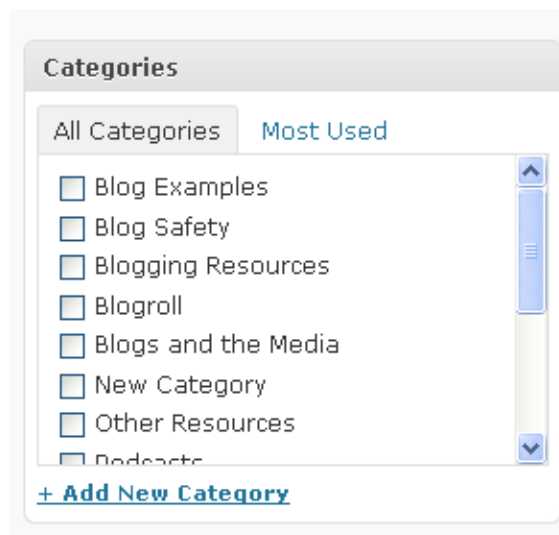 Categories
All Categories Most Used
Blog Examples
Blog Safety
Blogging Resources
Blogroll
Blogs and the Media
New Category
Other Resources
Podcasts
+ Add New Category